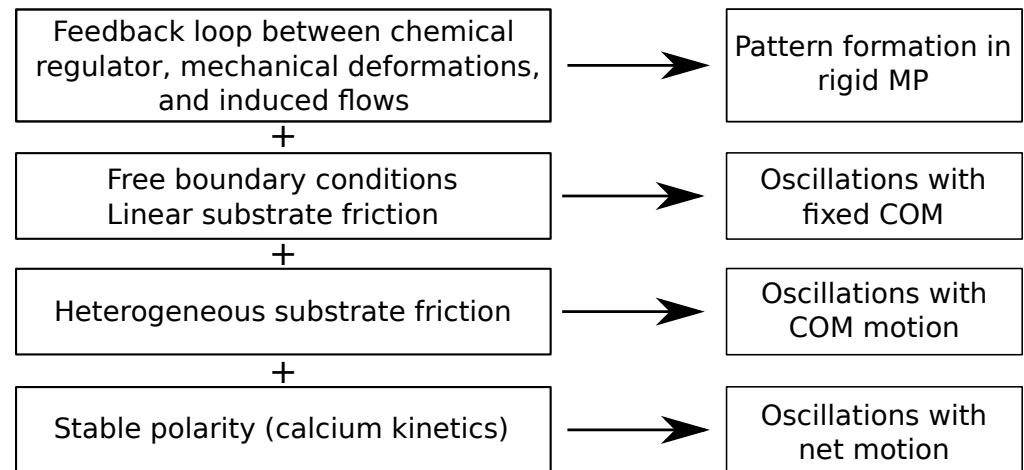 Feedback loop between chemical
regulator, mechanical deformations,
and induced flows
Pattern formation in
rigid MP
+
Free boundary conditions
Linear substrate friction
Oscillations with
fixed COM
+
Heterogeneous substrate friction
Oscillations with
COM motion
+
Stable polarity (calcium kinetics)
Oscillations with
net motion